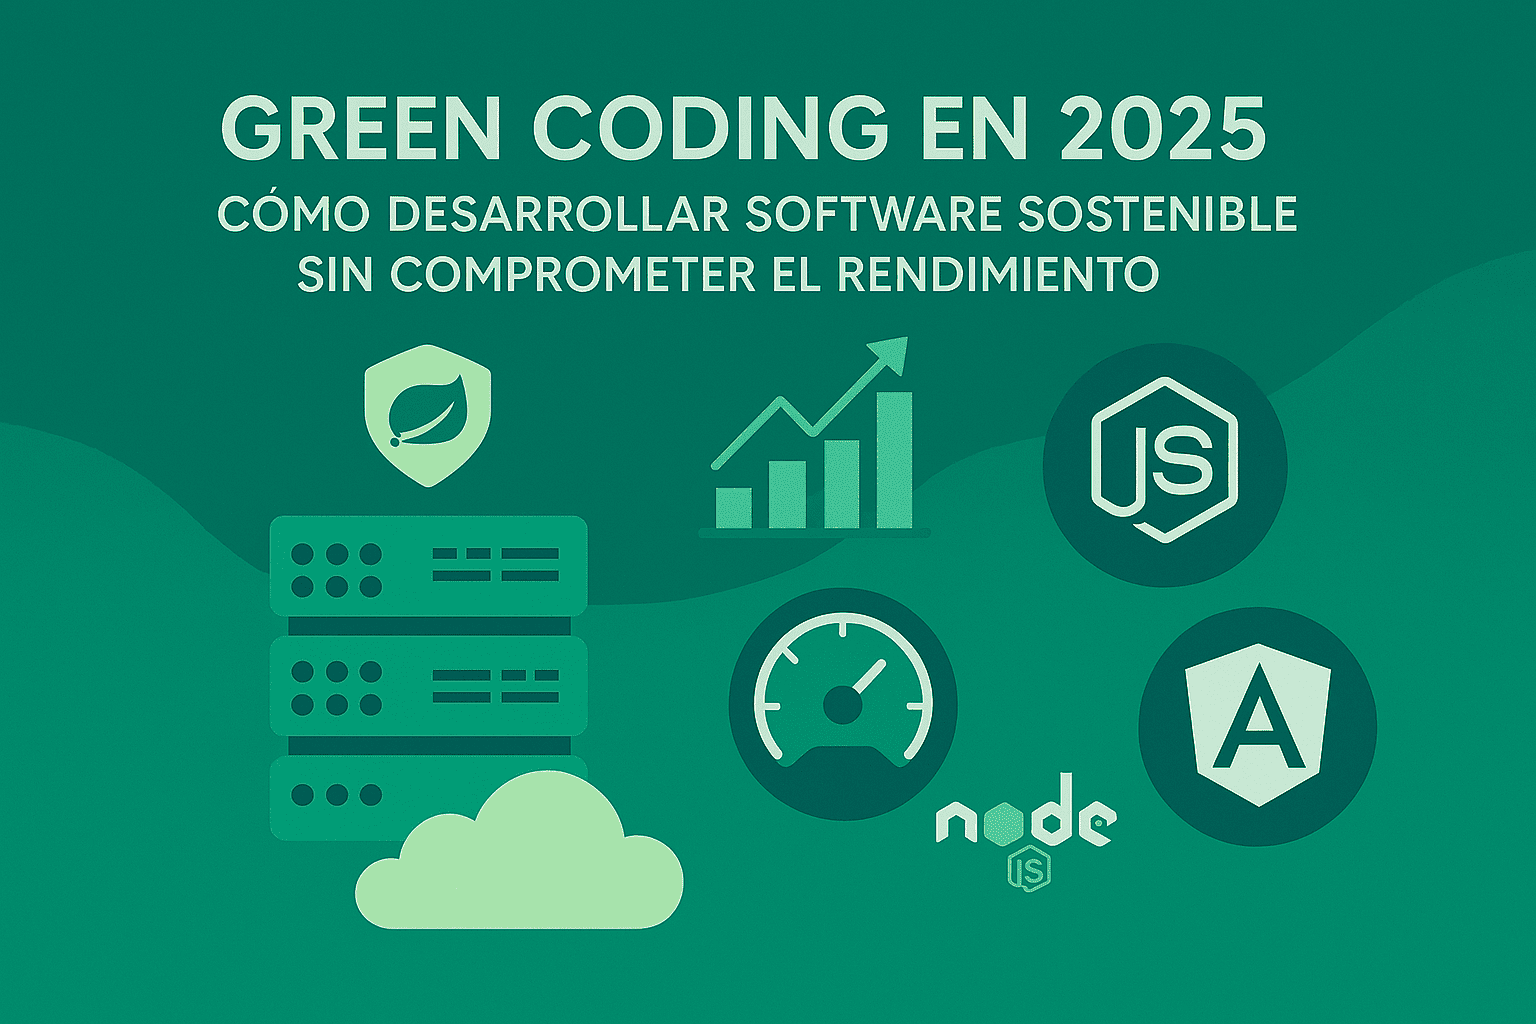 GREEN CODING EN 2025
CÓMO DESARROLLAR SOFTWARE SOSTENIBLE
SIN COMPROMETER EL RENDIMIENTO
JS
A
node
JS